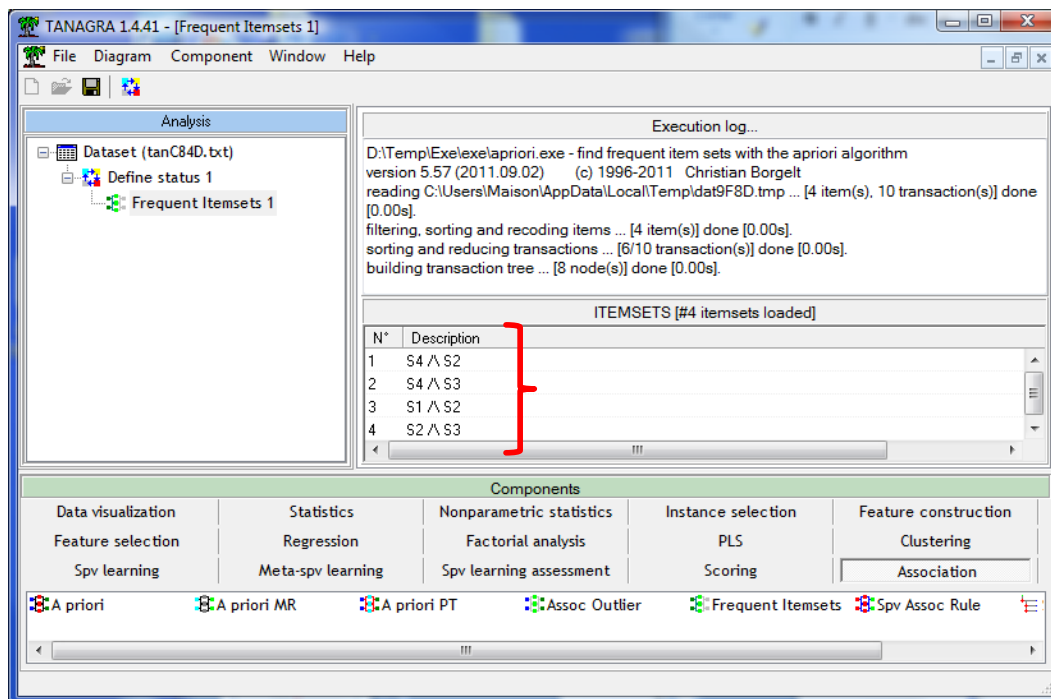 TANAGRA 1.4.41 - [Frequent Itemsets 1]
File Diagram Component Window Help
Analysis
Dataset (tanC84D.txt)
Define status 1
Frequent Itemsets 1
Execution log...
D:\Temp\Exe\exe\apriori.exe - find frequent item sets with the apriori algorithm
version 5.57 (2011.09.02) (c) 1996-2011 Christian Borgelt
reading C:\Users\Maison\AppData\Local\Temp\dat9F8D.tmp ... [4 item(s), 10 transaction(s)] done
[0.00s].
filtering, sorting and recoding items ... [4 item(s)] done [0.00s].
sorting and reducing transactions ... [6/10 transaction(s)] done [0.00s].
building transaction tree ... [8 node(s)] done [0.00s].
ITEMSETS [#4 itemsets loaded]
N° Description
1 S4 /\ S2
2 S4 /\ S3
3 S1 /\ S2
4 S2 /\ S3
Components
Data visualization Statistics Nonparametric statistics Instance selection Feature construction
Feature selection Regression Factorial analysis PLS Clustering
Spv learning Meta-spv learning Spv learning assessment Scoring Association
A priori A priori MR A priori PT Assoc Outlier Frequent Itemsets Spv Assoc Rule